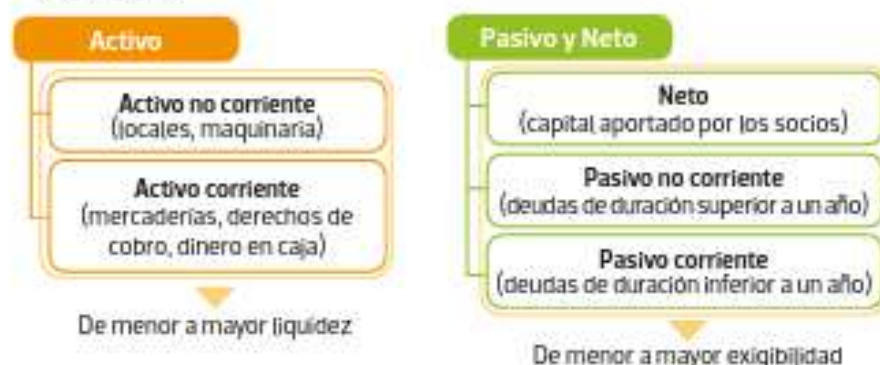 Activo
Activo no corriente
(locales, maquinaria)
Activo corriente
(mercaderías, derechos de
cobro, dinero en caja)
De menor a mayor liquidez
Pasivo y Neto
Neto
(capital aportado por los socios)
Pasivo no corriente
(deudas de duración superior a un año)
Pasivo corriente
(deudas de duración inferior a un año)
De menor a mayor exigibilidad